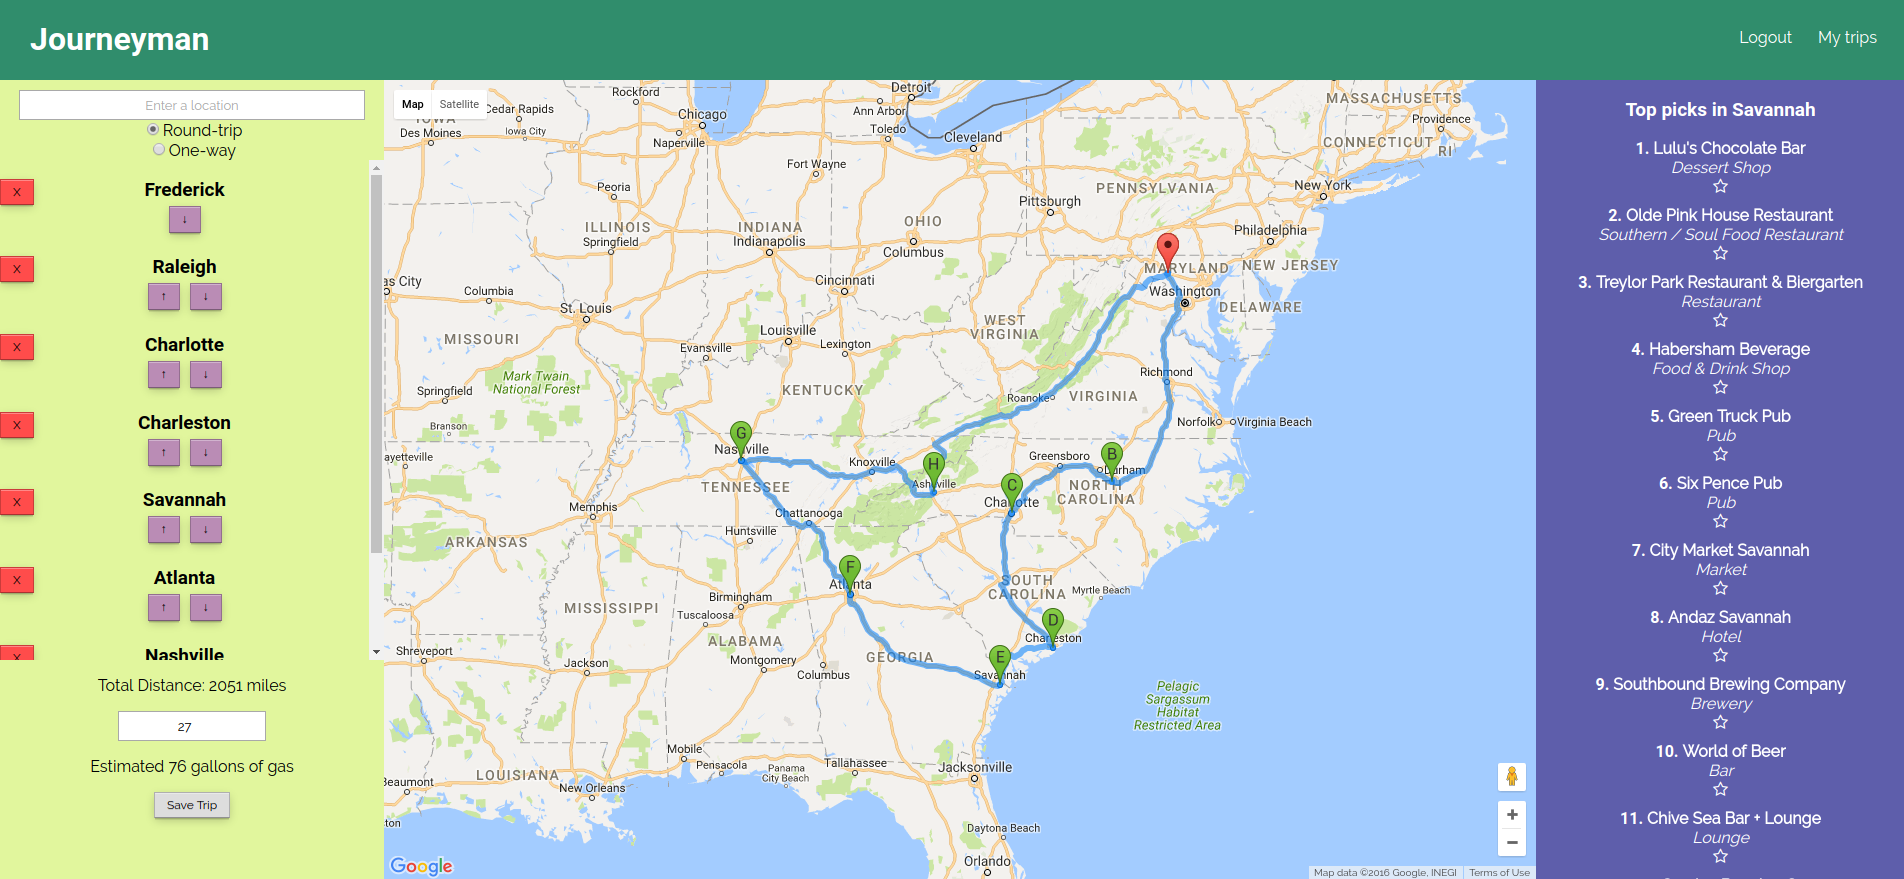 Journeyman
Logout
My trips
Enter a location
Round-trip
One-way
X
Frederick
↓
X
Raleigh
↑ ↓
X
Charlotte
↑ ↓
X
Charleston
↑ ↓
X
Savannah
↑ ↓
X
Atlanta
↑ ↓
X
Nashville
Total Distance: 2051 miles
27
Estimated 76 gallons of gas
Save Trip
Map
Satellite
Rockford
Detroit
MASSACHUSETTS
Cedar Rapids
Chicago
Ann Arbor
Providence
IOWA
Des Moines
Iowa City
Naperville
Toledo
Cleveland
CONNECTICUT
RI
Fort Wayne
Peoria
PENNSYLVANIA
New York
Pittsburgh
ILLINOIS
INDIANA
OHIO
Springfield
Indianapolis
Columbus
Philadelphia
MARYLAND
NEW JERSEY
as City
Columbia
Cincinnati
Washington
St. Louis
DELAWARE
WEST
VIRGINIA
MISSOURI
Louisville
Evansville
Lexington
Richmond
Mark Twain
National Forest
KENTUCKY
Springfield
Roanoke
VIRGINIA
Norfolk
Virginia Beach
Branson
G
Nashville
B
Greensboro
Durham
ayetteville
Knoxville
H
Asheville
TENNESSEE
C
Charlotte
NORTH
CAROLINA
Memphis
Chattanooga
Huntsville
ARKANSAS
F
Atlanta
SOUTH
CAROLINA
Myrtle Beach
Birmingham
Tuscaloosa
MISSISSIPPI
D
Charleston
ALABAMA
Shreveport
Jackson
Montgomery
Columbus
GEORGIA
E
Savannah
Pelagic
Sargassum
Habitat
Restricted Area
Mobile
Pensacola
Panama
City Beach
Tallahassee
Jacksonville
LOUISIANA
Beaumont
New Orleans
ton
Daytona Beach
Orlando
Google
+
−
Map data ©2016 Google, INEGI
Terms of Use
Top picks in Savannah
1. Lulu's Chocolate Bar
Dessert Shop
2. Olde Pink House Restaurant
Southern / Soul Food Restaurant
3. Treylor Park Restaurant & Biergarten
Restaurant
4. Habersham Beverage
Food & Drink Shop
5. Green Truck Pub
Pub
6. Six Pence Pub
Pub
7. City Market Savannah
Market
8. Andaz Savannah
Hotel
9. Southbound Brewing Company
Brewery
10. World of Beer
Bar
11. Chive Sea Bar + Lounge
Lounge